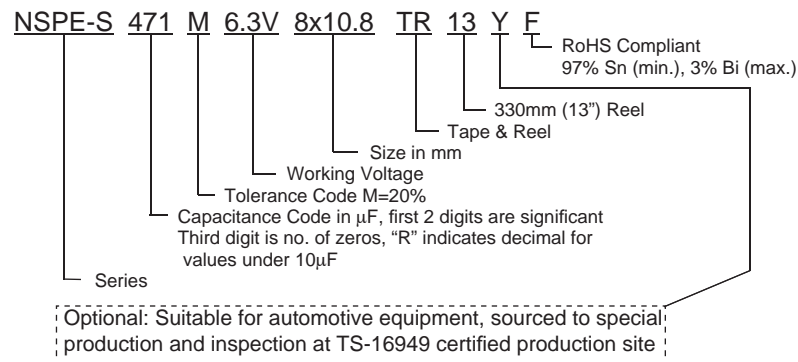 NSPE-S 471 M 6.3V 8x10.8 TR 13 Y F
RoHS Compliant
97% Sn (min.), 3% Bi (max.)
330mm (13”) Reel
Tape & Reel
Size in mm
Working Voltage
Tolerance Code M=20%
Capacitance Code in μF, first 2 digits are significant
Third digit is no. of zeros, “R” indicates decimal for
values under 10μF
Series
Optional: Suitable for automotive equipment, sourced to special
production and inspection at TS-16949 certified production site